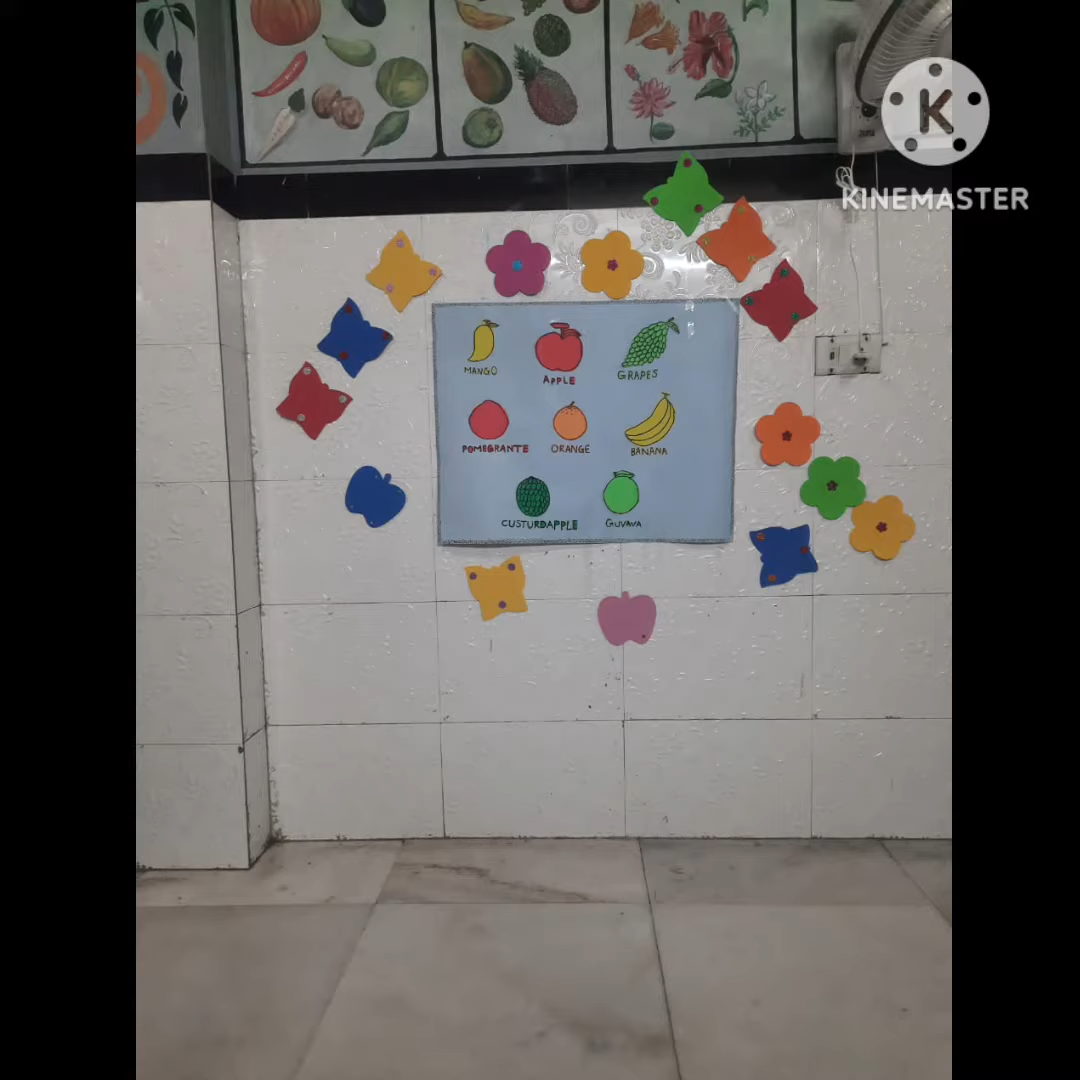 K
KINEMASTER
MANGO
APPLE
GRAPES
POMEGRANTE
ORANGE
BANANA
CUSTURDAPPLE
GUVAVA